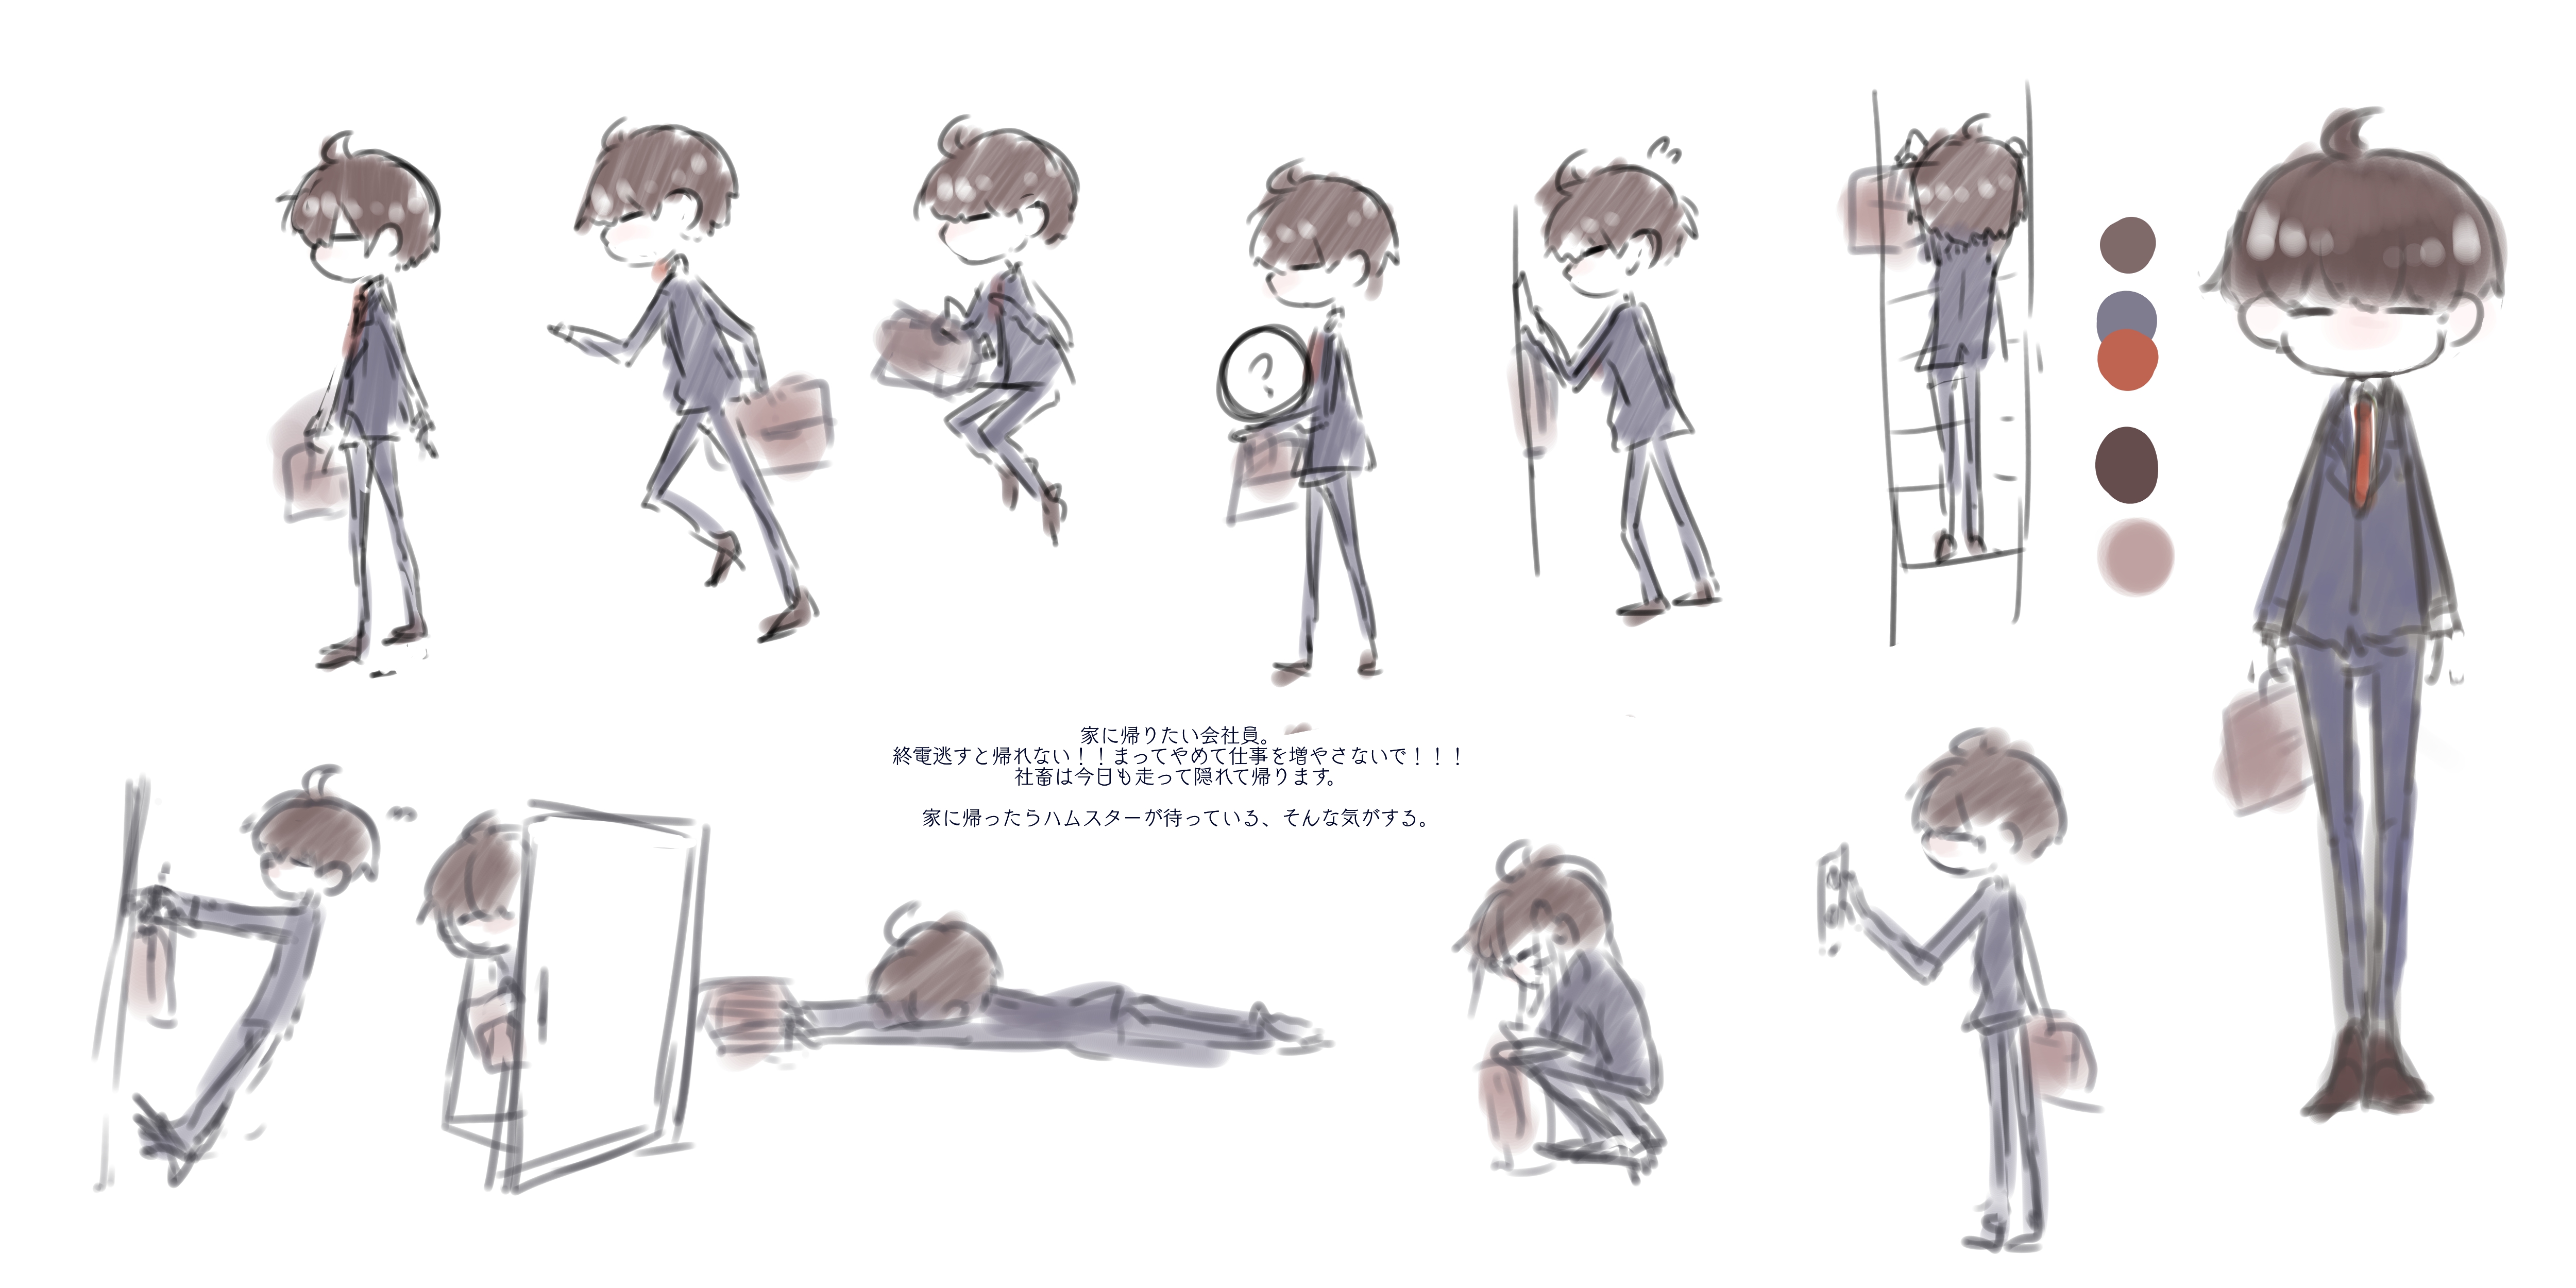 ?
家に帰りたい会社員。
終電逃すと帰れない！！まってやめて仕事を増やさないで！！！
社畜は今日も走って隠れて帰ります。
家に帰ったらハムスターが待っている、そんな気がする。